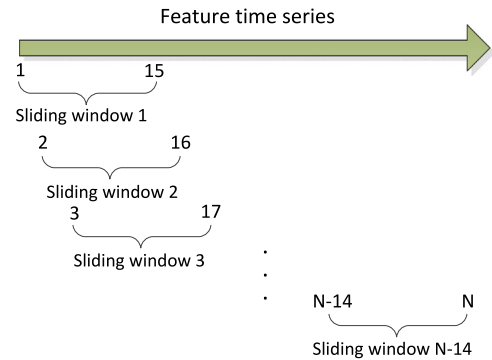 Feature time series
1 15
Sliding window 1
2 16
Sliding window 2
3 17
Sliding window 3
N-14 N
Sliding window N-14